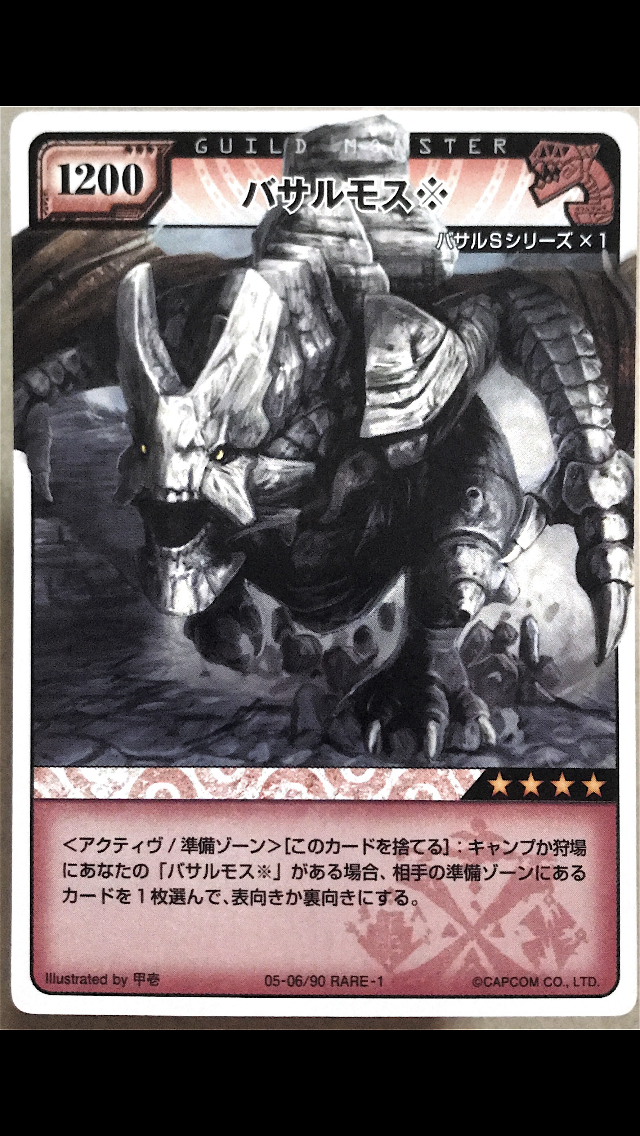 GUILD MONSTER
1200
バサルモス※
バサルSシリーズ×1
★★★★
<アクティヴ/準備ゾーン>[このカードを捨てる]:キャンプか狩場
にあなたの「バサルモス※」がある場合、相手の準備ゾーンにある
カードを1枚選んで、表向きか裏向きにする。
Illustrated by 甲壱 05-06/90 RARE-1 ©CAPCOM CO., LTD.